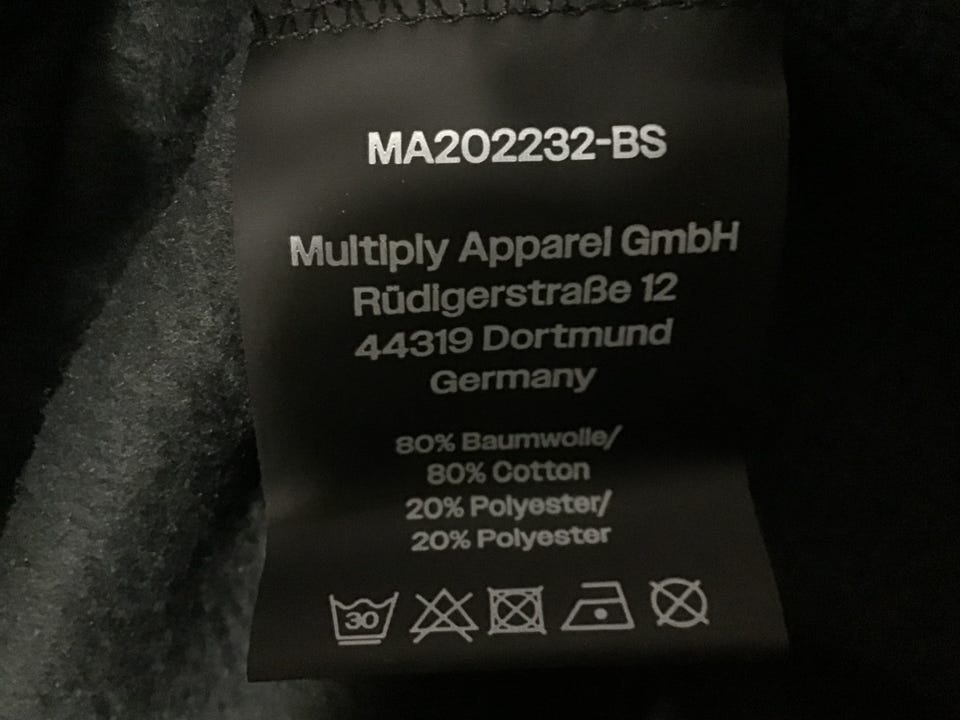 MA202232-BS
Multiply Apparel GmbH
Rüdigerstraße 12
44319 Dortmund
Germany
80% Baumwolle/
80% Cotton
20% Polyester/
20% Polyester
30